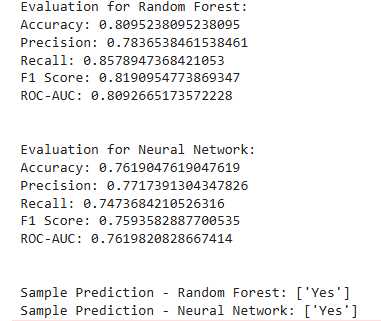 Evaluation for Random Forest:
Accuracy: 0.8095238095238095
Precision: 0.7836538461538461
Recall: 0.8578947368421053
F1 Score: 0.8190954773869347
ROC-AUC: 0.8092665173572228
Evaluation for Neural Network:
Accuracy: 0.7619047619047619
Precision: 0.7717391304347826
Recall: 0.7473684210526316
F1 Score: 0.7593582887700535
ROC-AUC: 0.7619820828667414
Sample Prediction - Random Forest: ['Yes']
Sample Prediction - Neural Network: ['Yes']